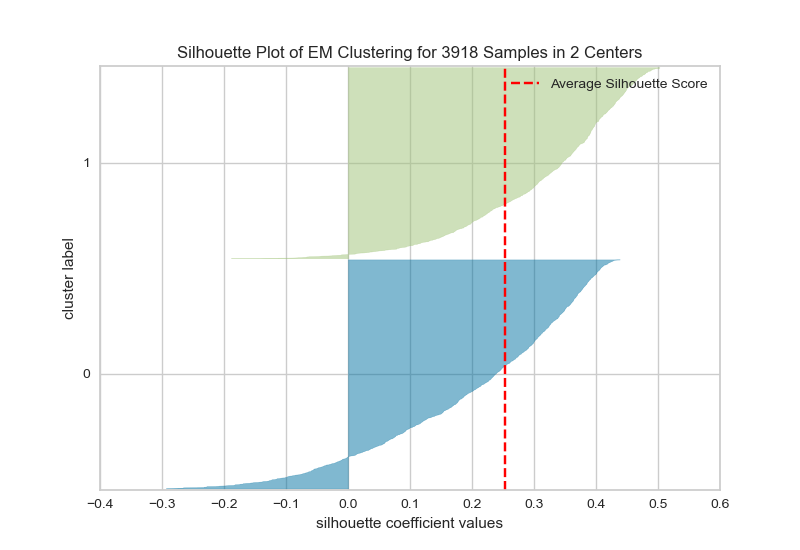 Silhouette Plot of EM Clustering for 3918 Samples in 2 Centers
Average Silhouette Score
1
0
cluster label
−0.4 −0.3 −0.2 −0.1 0.0 0.1 0.2 0.3 0.4 0.5 0.6
silhouette coefficient values